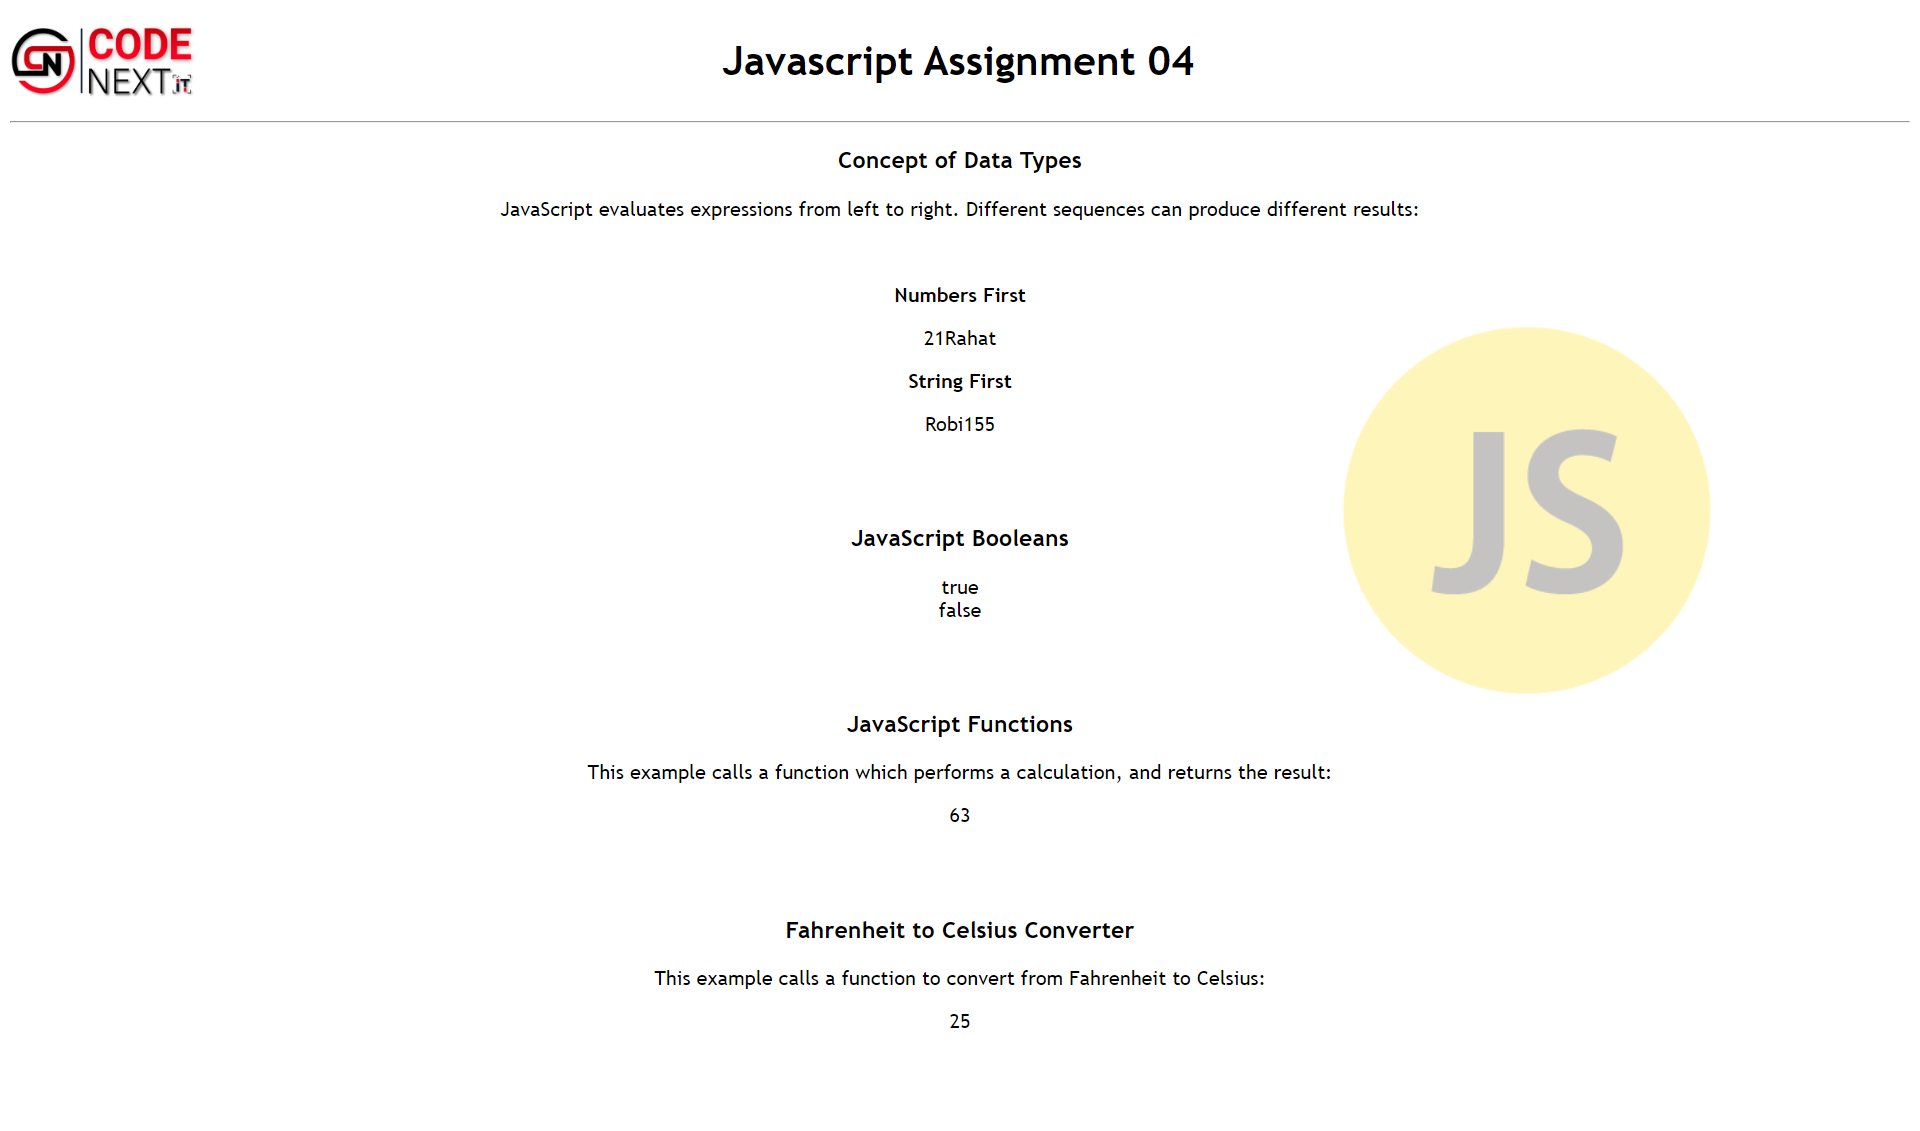 CODE
NEXT iT
Javascript Assignment 04
Concept of Data Types
JavaScript evaluates expressions from left to right. Different sequences can produce different results:
Numbers First
21Rahat
String First
Robi155
JS
JavaScript Booleans
true
false
JavaScript Functions
This example calls a function which performs a calculation, and returns the result:
63
Fahrenheit to Celsius Converter
This example calls a function to convert from Fahrenheit to Celsius:
25